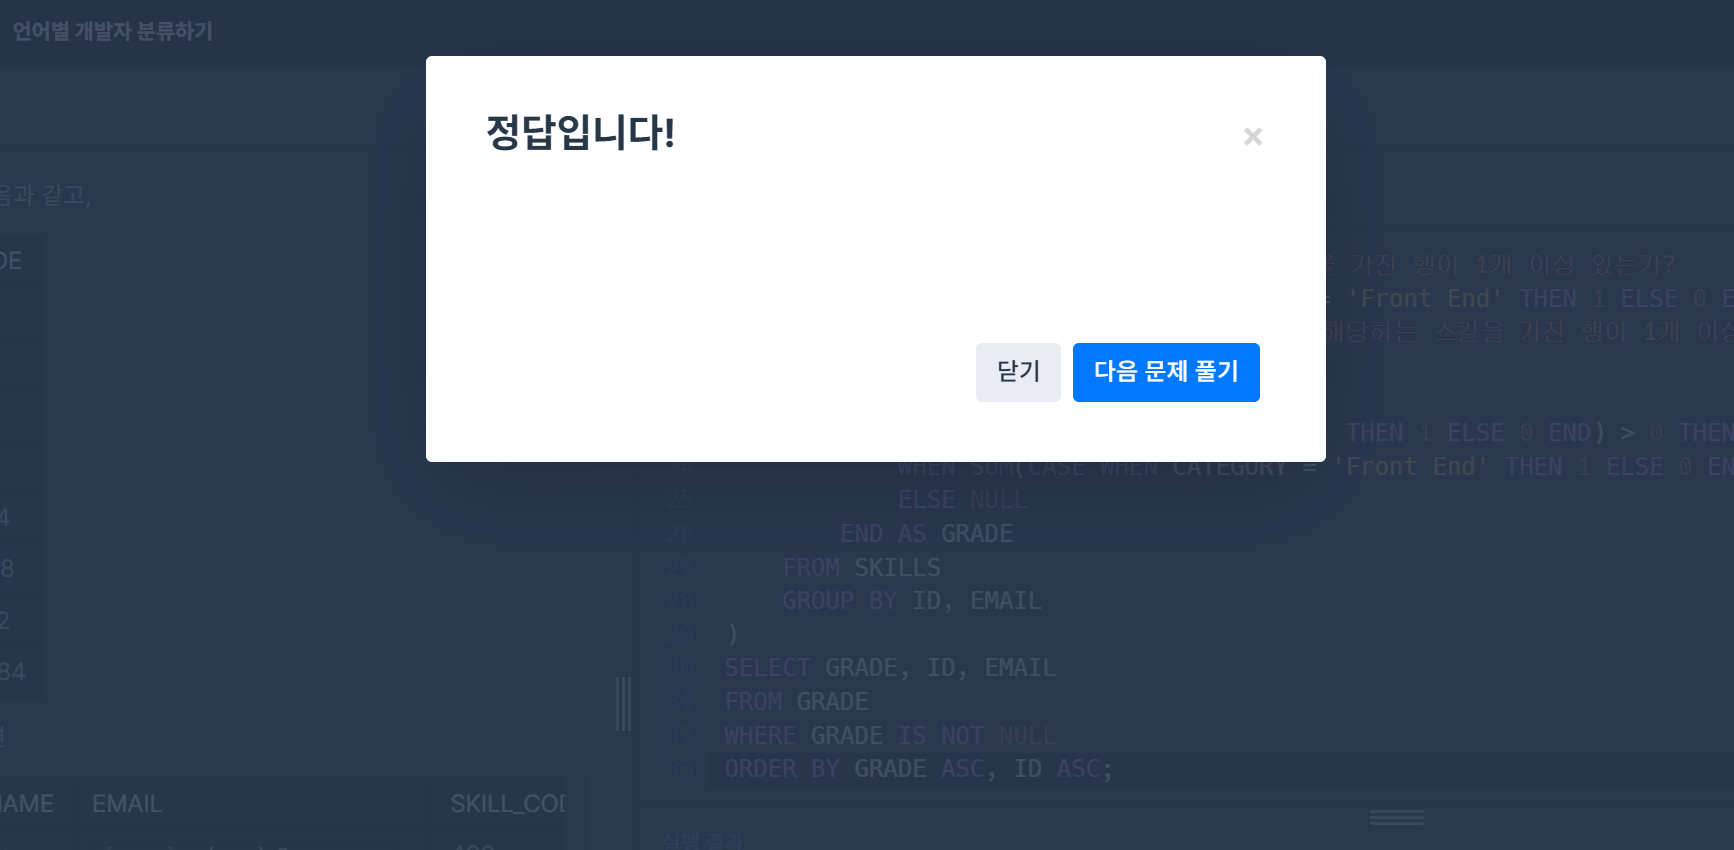 언어별 개발자 분류하기
정답입니다!
×
음과 같고,
DE
을 가진 행이 1개 이상 있는가?
= 'Front End' THEN 1 ELSE 0 E
해당하는 스킬을 가진 행이 1개 이상
닫기
다음 문제 풀기
THEN 1 ELSE 0 END) > 0 THEN
24 WHEN SUM(CASE WHEN CATEGORY = 'Front End' THEN 1 ELSE 0 EN
25 ELSE NULL
4
26 END AS GRADE
8
27 FROM SKILLS
2
28 GROUP BY ID, EMAIL
29 )
84
30 SELECT GRADE, ID, EMAIL
31 FROM GRADE
32 WHERE GRADE IS NOT NULL
33 ORDER BY GRADE ASC, ID ASC;
NAME EMAIL SKILL_COD
실행 결과
400